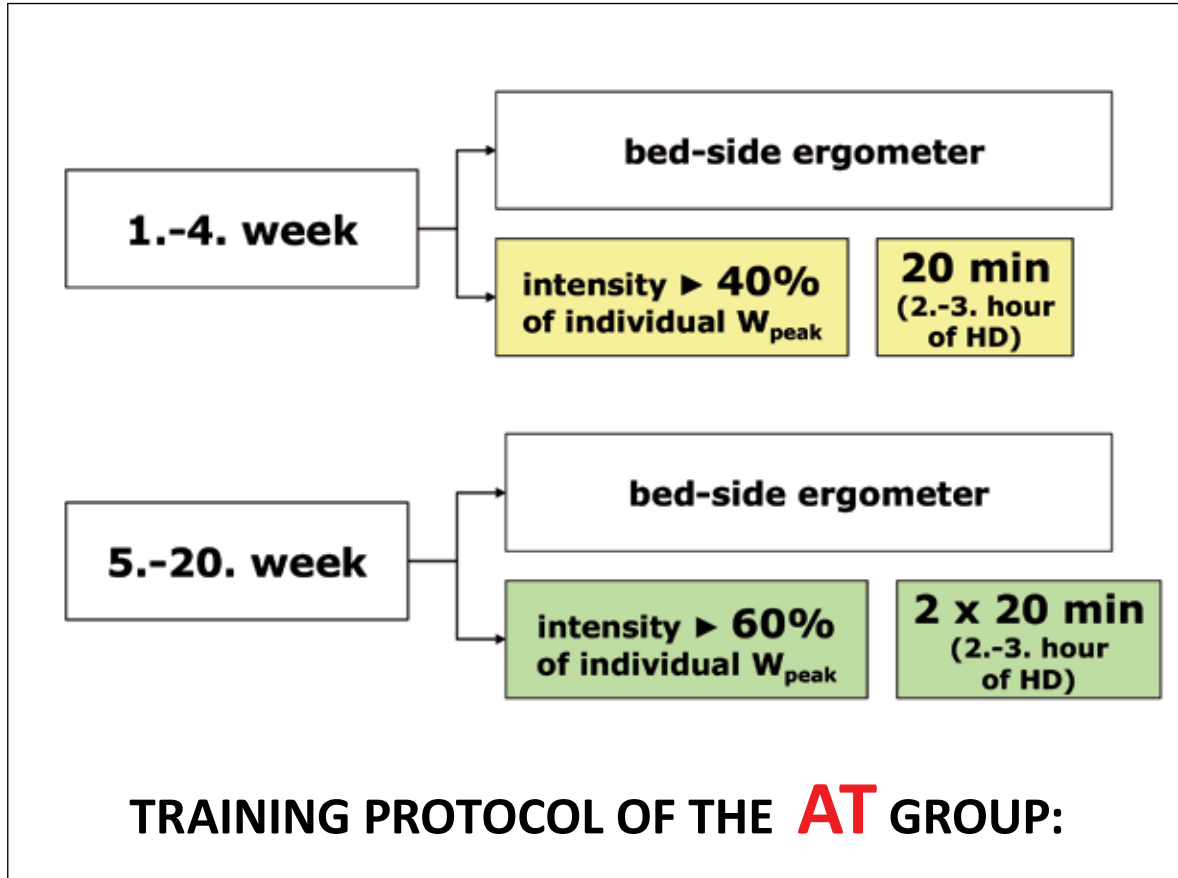 bed-side ergometer
1.-4. week
intensity ► 40%
of individual Wpeak
20 min
(2.-3. hour
of HD)
bed-side ergometer
5.-20. week
intensity ► 60%
of individual Wpeak
2 x 20 min
(2.-3. hour
of HD)
TRAINING PROTOCOL OF THE AT GROUP: